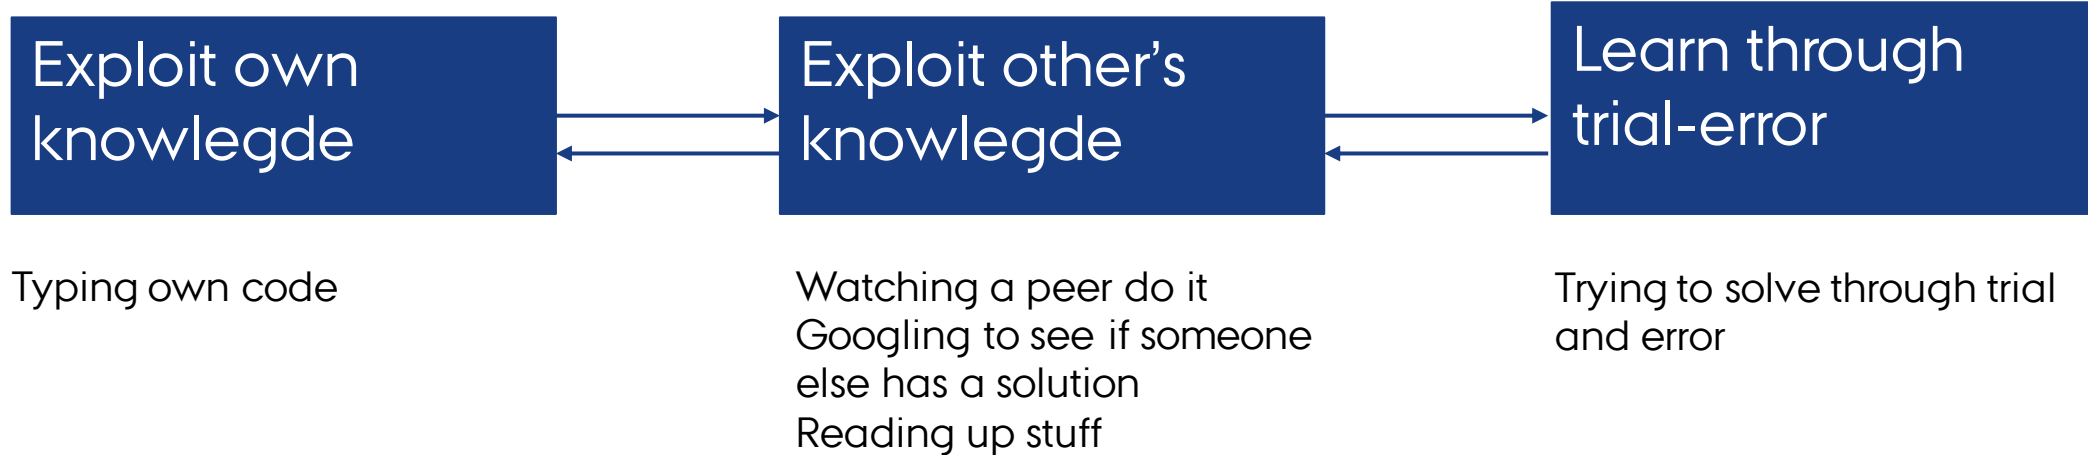 Exploit own
knowlegde
Exploit other's
knowlegde
Learn through
trial-error
Typing own code
Watching a peer do it
Googling to see if someone
else has a solution
Reading up stuff
Trying to solve through trial
and error